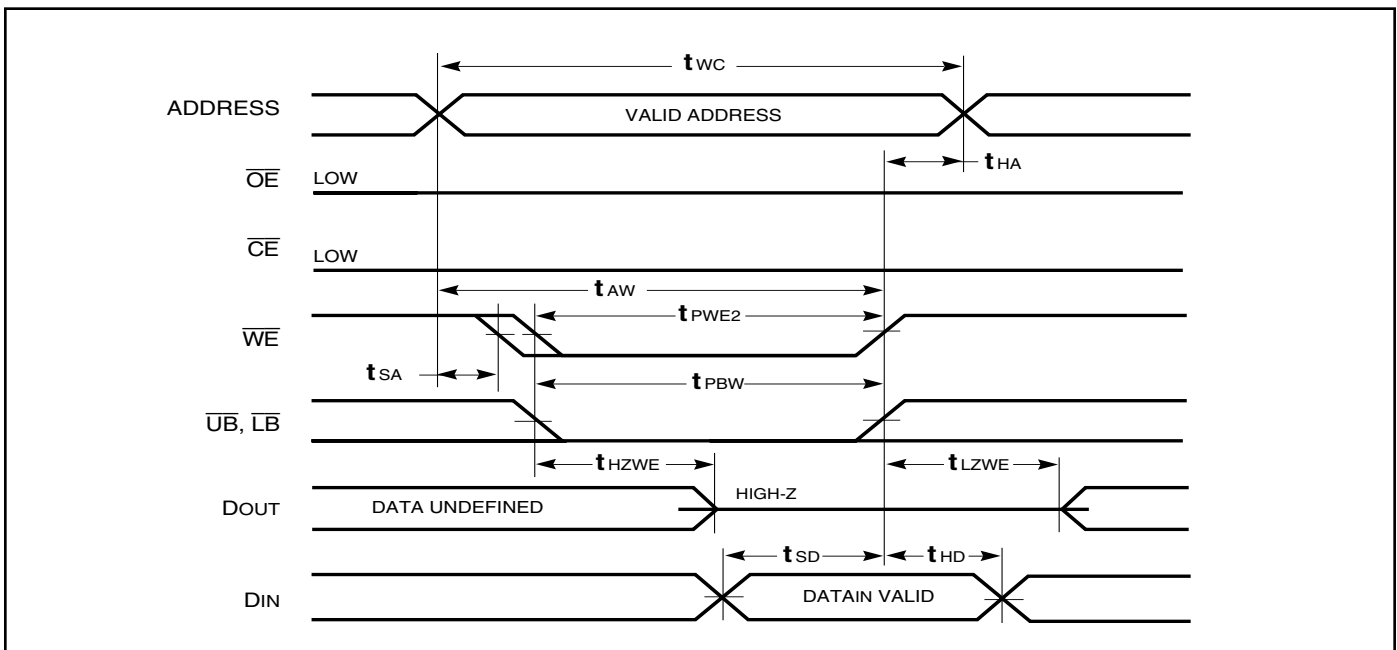 tWC
ADDRESS
VALID ADDRESS
tHA
OE
LOW
CE
LOW
tAW
tPWE2
WE
tSA
tPBW
UB, LB
tHZWE
tLZWE
HIGH-Z
DOUT
DATA UNDEFINED
tSD
tHD
DIN
DATAIN VALID